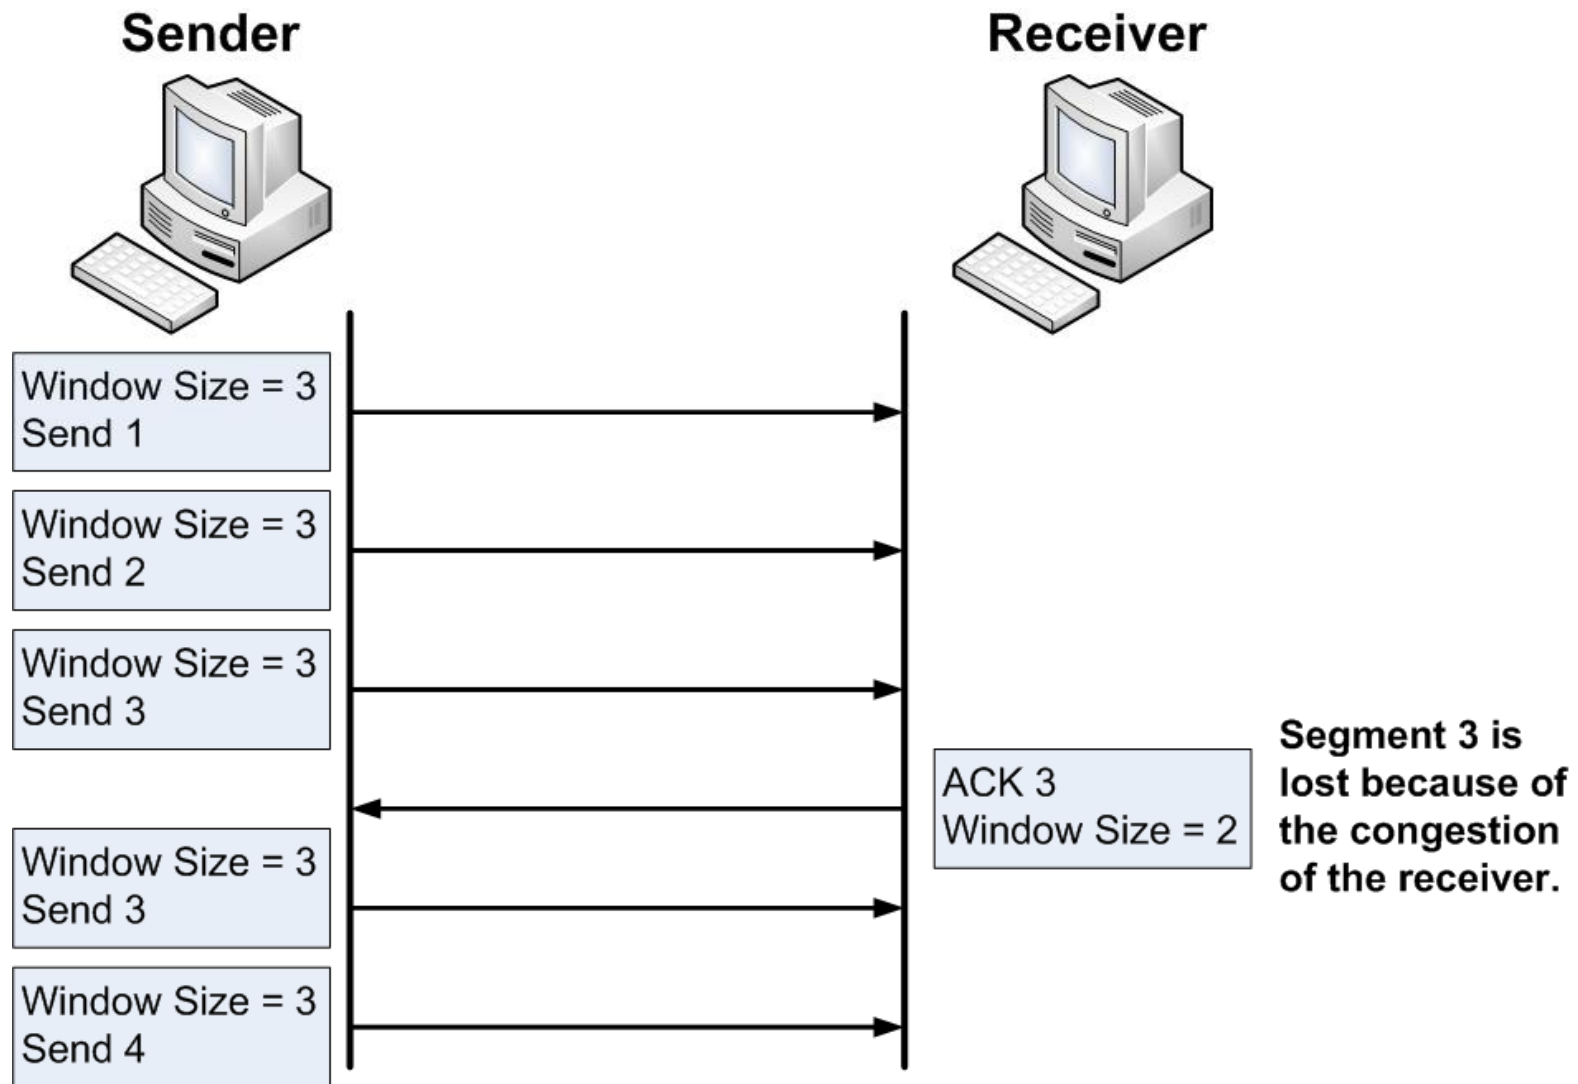 Sender
Receiver
Window Size = 3
Send 1
Window Size = 3
Send 2
Window Size = 3
Send 3
ACK 3
Window Size = 2
Segment 3 is
lost because of
the congestion
of the receiver.
Window Size = 3
Send 3
Window Size = 3
Send 4